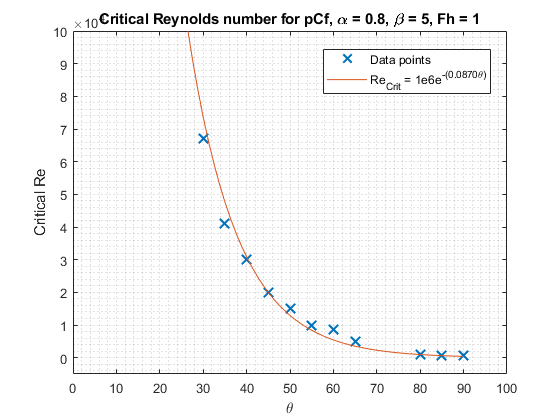 Critical Reynolds number for pCf, α = 0.8, β = 5, Fh = 1
×10
10
9
8
7
6
5
4
3
2
1
0
Critical Re
Data points
Re_Crit = 1e6e^-(0.0870θ)
0 10 20 30 40 50 60 70 80 90 100
θ